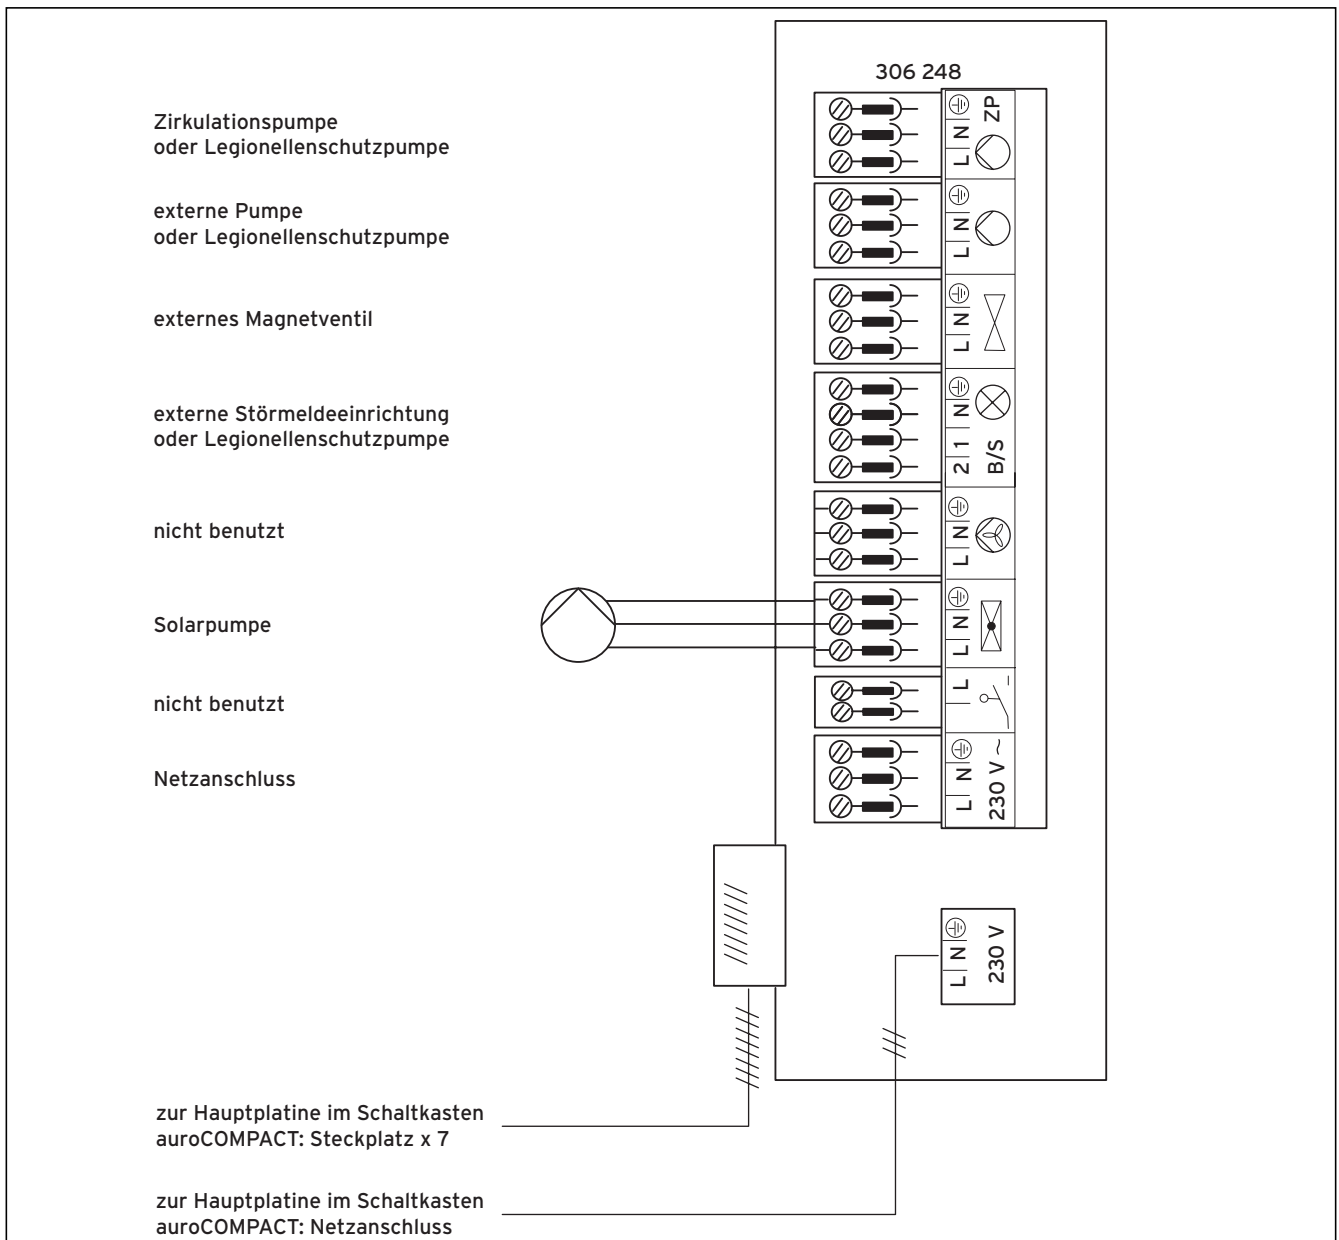 306 248
Zirkulationspumpe
oder Legionellenschutzpumpe
L N ZP
externe Pumpe
oder Legionellenschutzpumpe
L N
externes Magnetventil
L N
externe Störmeldeeinrichtung
oder Legionellenschutzpumpe
2 1 N B/S
nicht benutzt
L N
Solarpumpe
L N
nicht benutzt
L
Netzanschluss
L N 230 V ~
L N 230 V
zur Hauptplatine im Schaltkasten
auroCOMPACT: Steckplatz x 7
zur Hauptplatine im Schaltkasten
auroCOMPACT: Netzanschluss